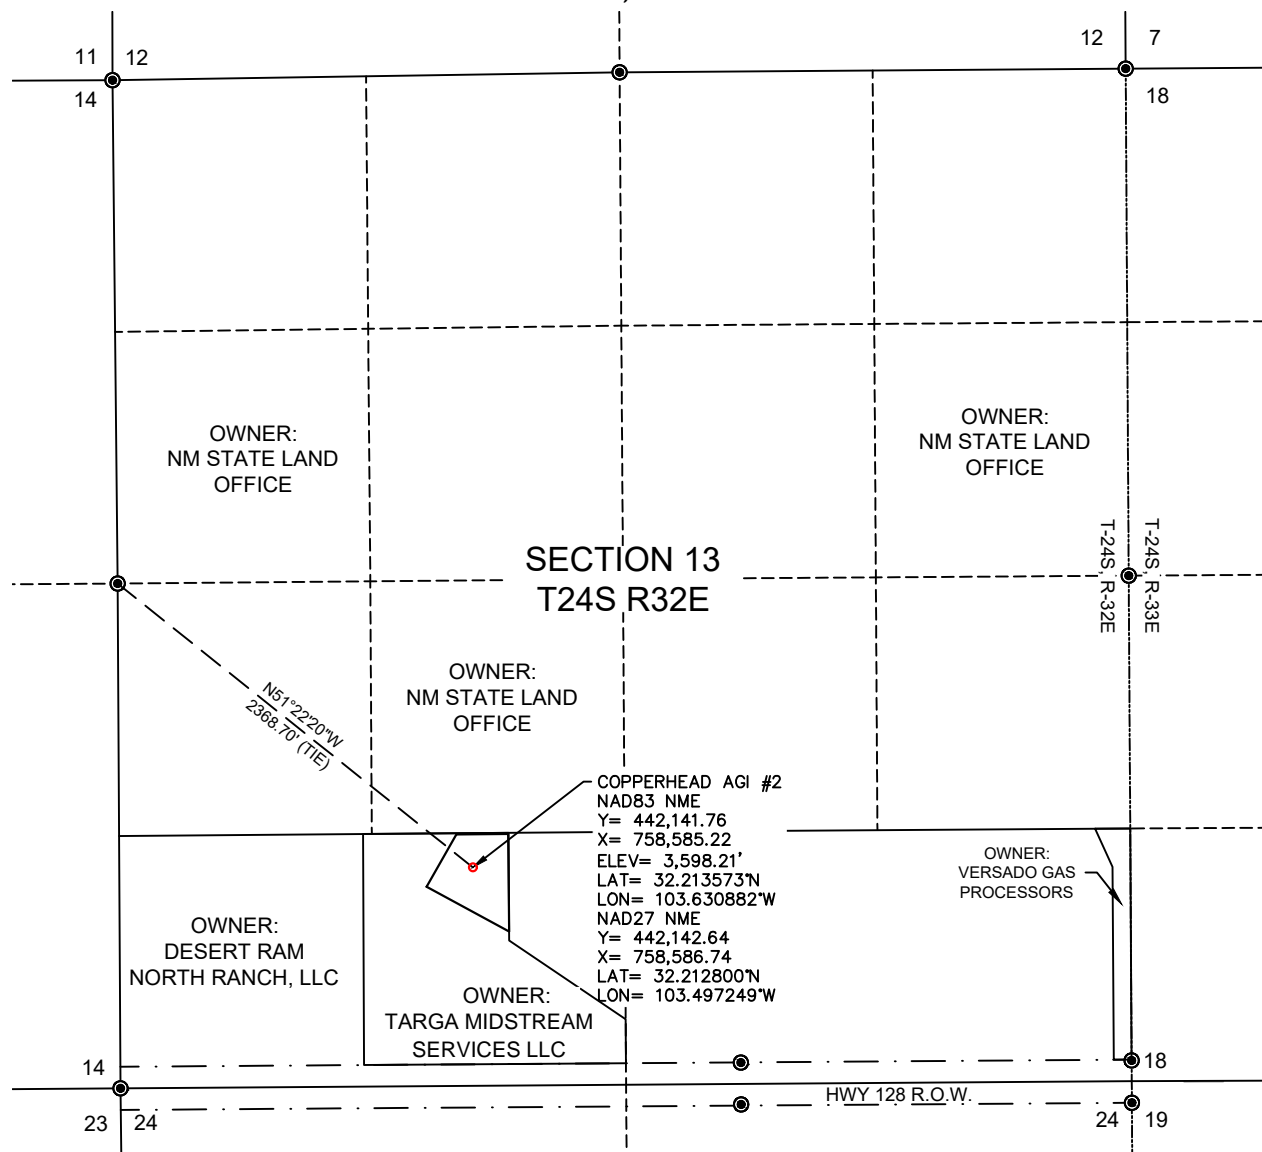 11 12
12 7
14
18
OWNER:
NM STATE LAND
OFFICE
OWNER:
NM STATE LAND
OFFICE
SECTION 13
T24S R32E
T-24S, R-32E
T-24S, R-33E
OWNER:
NM STATE LAND
OFFICE
N51°22'20"W
2368.70' (TIE)
COPPERHEAD AGI #2
NAD83 NME
Y= 442,141.76
X= 758,585.22
ELEV= 3,598.21'
LAT= 32.213573°N
LON= 103.630882°W
NAD27 NME
Y= 442,142.64
X= 758,586.74
LAT= 32.212800°N
LON= 103.497249°W
OWNER:
VERSADO GAS
PROCESSORS
OWNER:
DESERT RAM
NORTH RANCH, LLC
OWNER:
TARGA MIDSTREAM
SERVICES LLC
14
18
HWY 128 R.O.W.
23 24
24 19